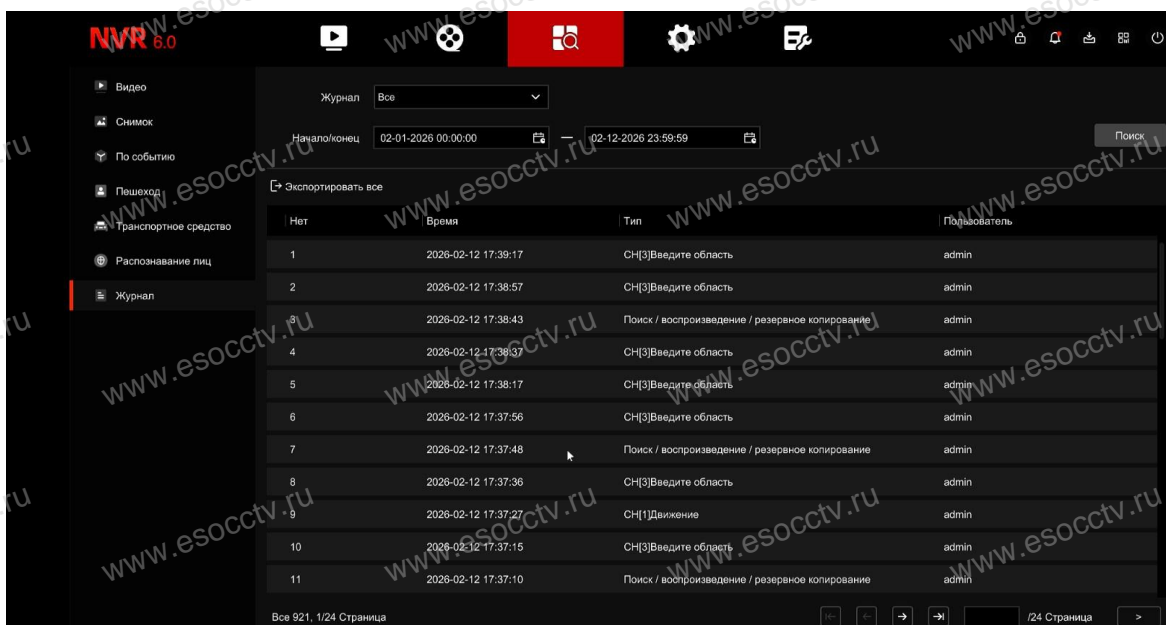 NVR 6.0
Видео
Снимок
По событию
Пешеход
Транспортное средство
Распознавание лиц
Журнал
Журнал Все
Начало/конец 02-01-2026 00:00:00 — 02-12-2026 23:59:59
Поиск
Экспортировать все
Нет Время Тип Пользователь
1 2026-02-12 17:39:17 CH[3]Введите область admin
2 2026-02-12 17:38:57 CH[3]Введите область admin
3 2026-02-12 17:38:43 Поиск / воспроизведение / резервное копирование admin
4 2026-02-12 17:38:37 CH[3]Введите область admin
5 2026-02-12 17:38:17 CH[3]Введите область admin
6 2026-02-12 17:37:56 CH[3]Введите область admin
7 2026-02-12 17:37:48 Поиск / воспроизведение / резервное копирование admin
8 2026-02-12 17:37:36 CH[3]Введите область admin
9 2026-02-12 17:37:27 CH[1]Движение admin
10 2026-02-12 17:37:15 CH[3]Введите область admin
11 2026-02-12 17:37:10 Поиск / воспроизведение / резервное копирование admin
Все 921, 1/24 Страница /24 Страница >
www.esocctv.ru